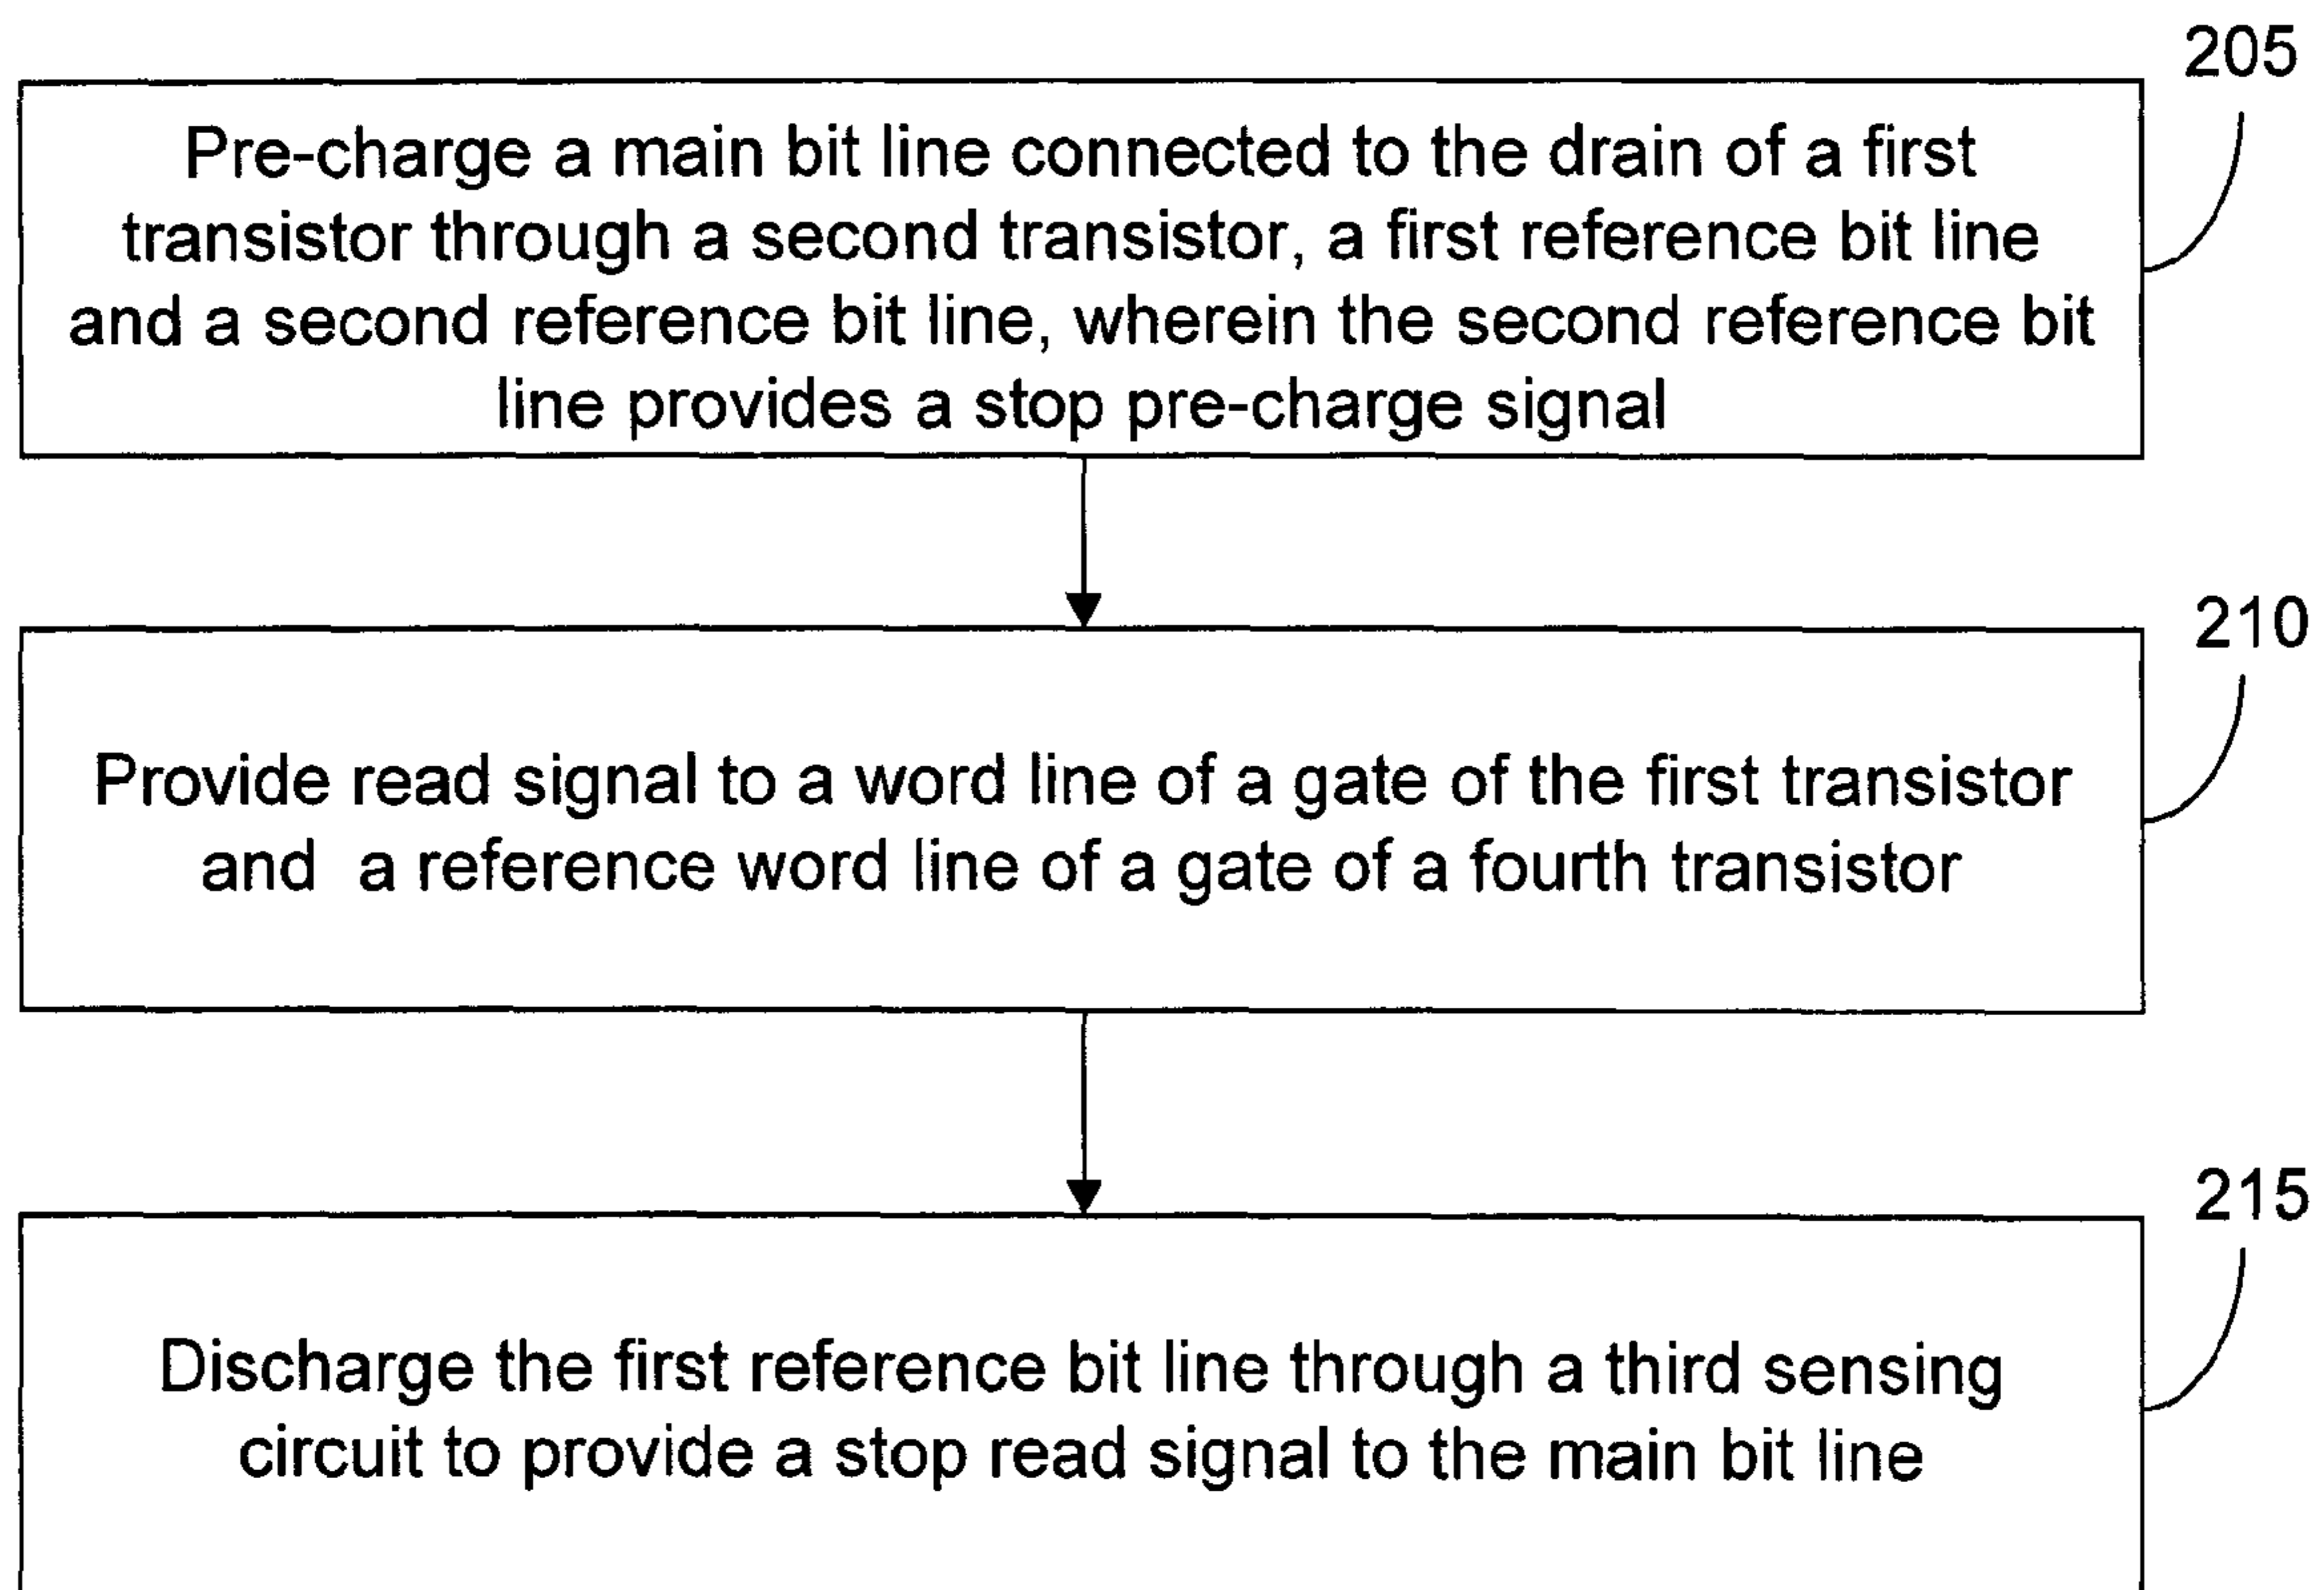 205
Pre-charge a main bit line connected to the drain of a first
transistor through a second transistor, a first reference bit line
and a second reference bit line, wherein the second reference bit
line provides a stop pre-charge signal
210
Provide read signal to a word line of a gate of the first transistor
and a reference word line of a gate of a fourth transistor
215
Discharge the first reference bit line through a third sensing
circuit to provide a stop read signal to the main bit line